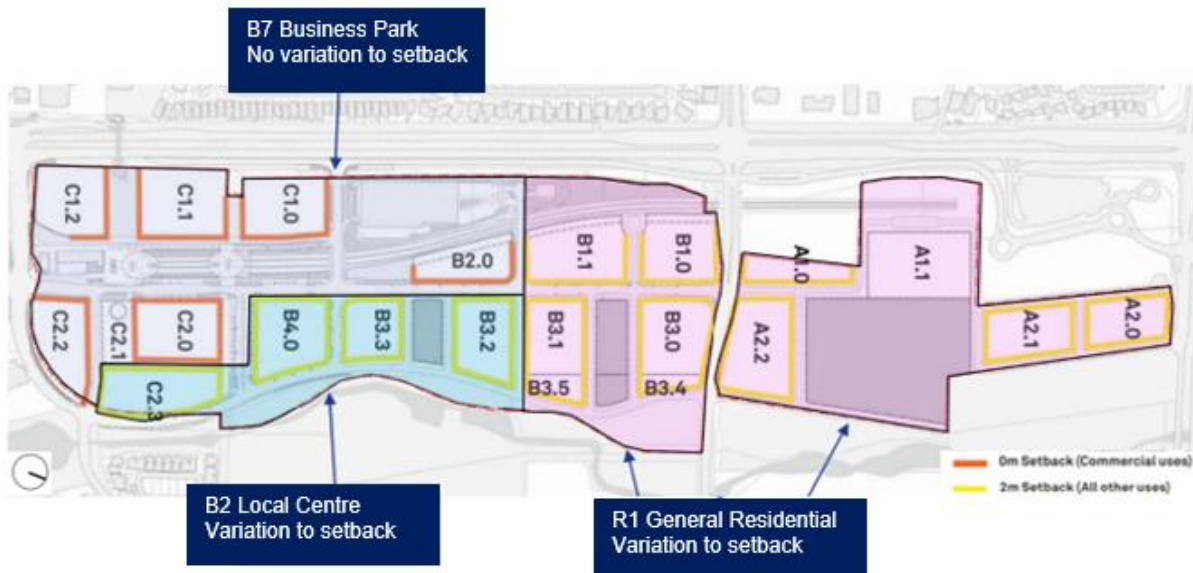 B7 Business Park
No variation to setback
C1.2
C1.1
C1.0
B2.0
B1.1
B1.0
A1.0
A1.1
C2.2
C2.1
C2.0
B4.0
B3.3
B3.2
B3.1
B3.0
A2.2
A2.1
A2.0
C2.3
B3.5
B3.4
0m Setback (Commercial uses)
2m Setback (All other uses)
B2 Local Centre
Variation to setback
R1 General Residential
Variation to setback